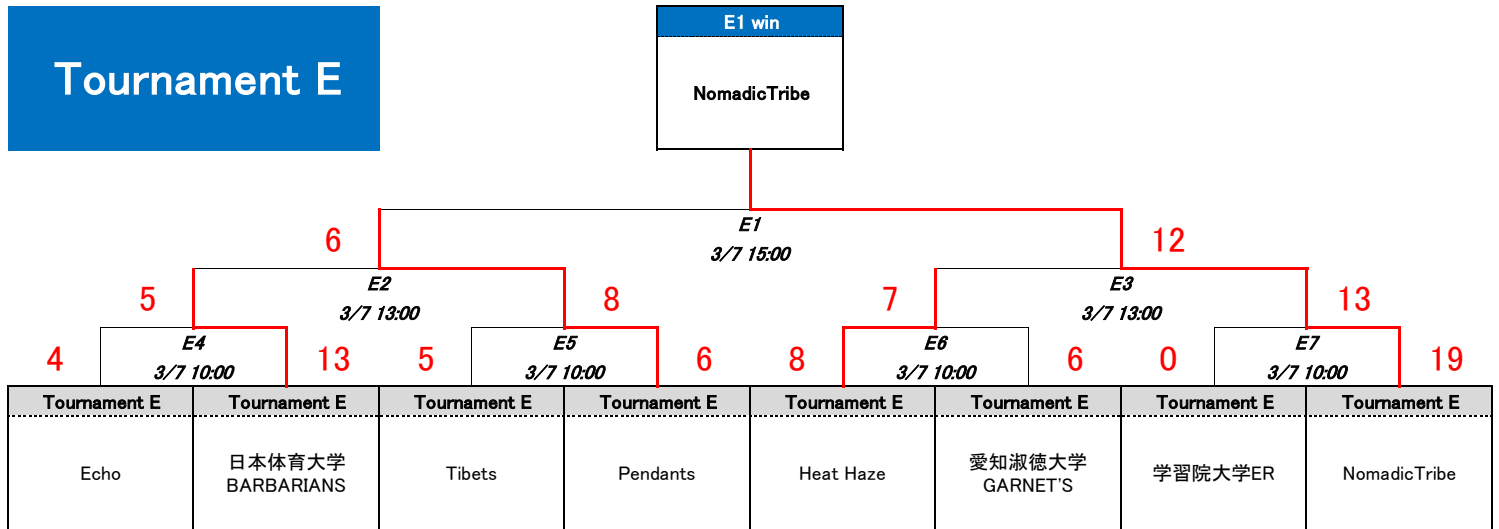 Tournament E
E1 win
NomadicTribe
E1
6
12
3/7 15:00
E2
E3
5
8
7
13
3/7 13:00
3/7 13:00
E4
E5
E6
E7
4
13
5
6
8
6
0
19
3/7 10:00
3/7 10:00
3/7 10:00
3/7 10:00
Tournament E
Tournament E
Tournament E
Tournament E
Tournament E
Tournament E
Tournament E
Tournament E
Echo
日本体育大学
BARBARIANS
Tibets
Pendants
Heat Haze
愛知淑徳大学
GARNET'S
学習院大学ER
NomadicTribe